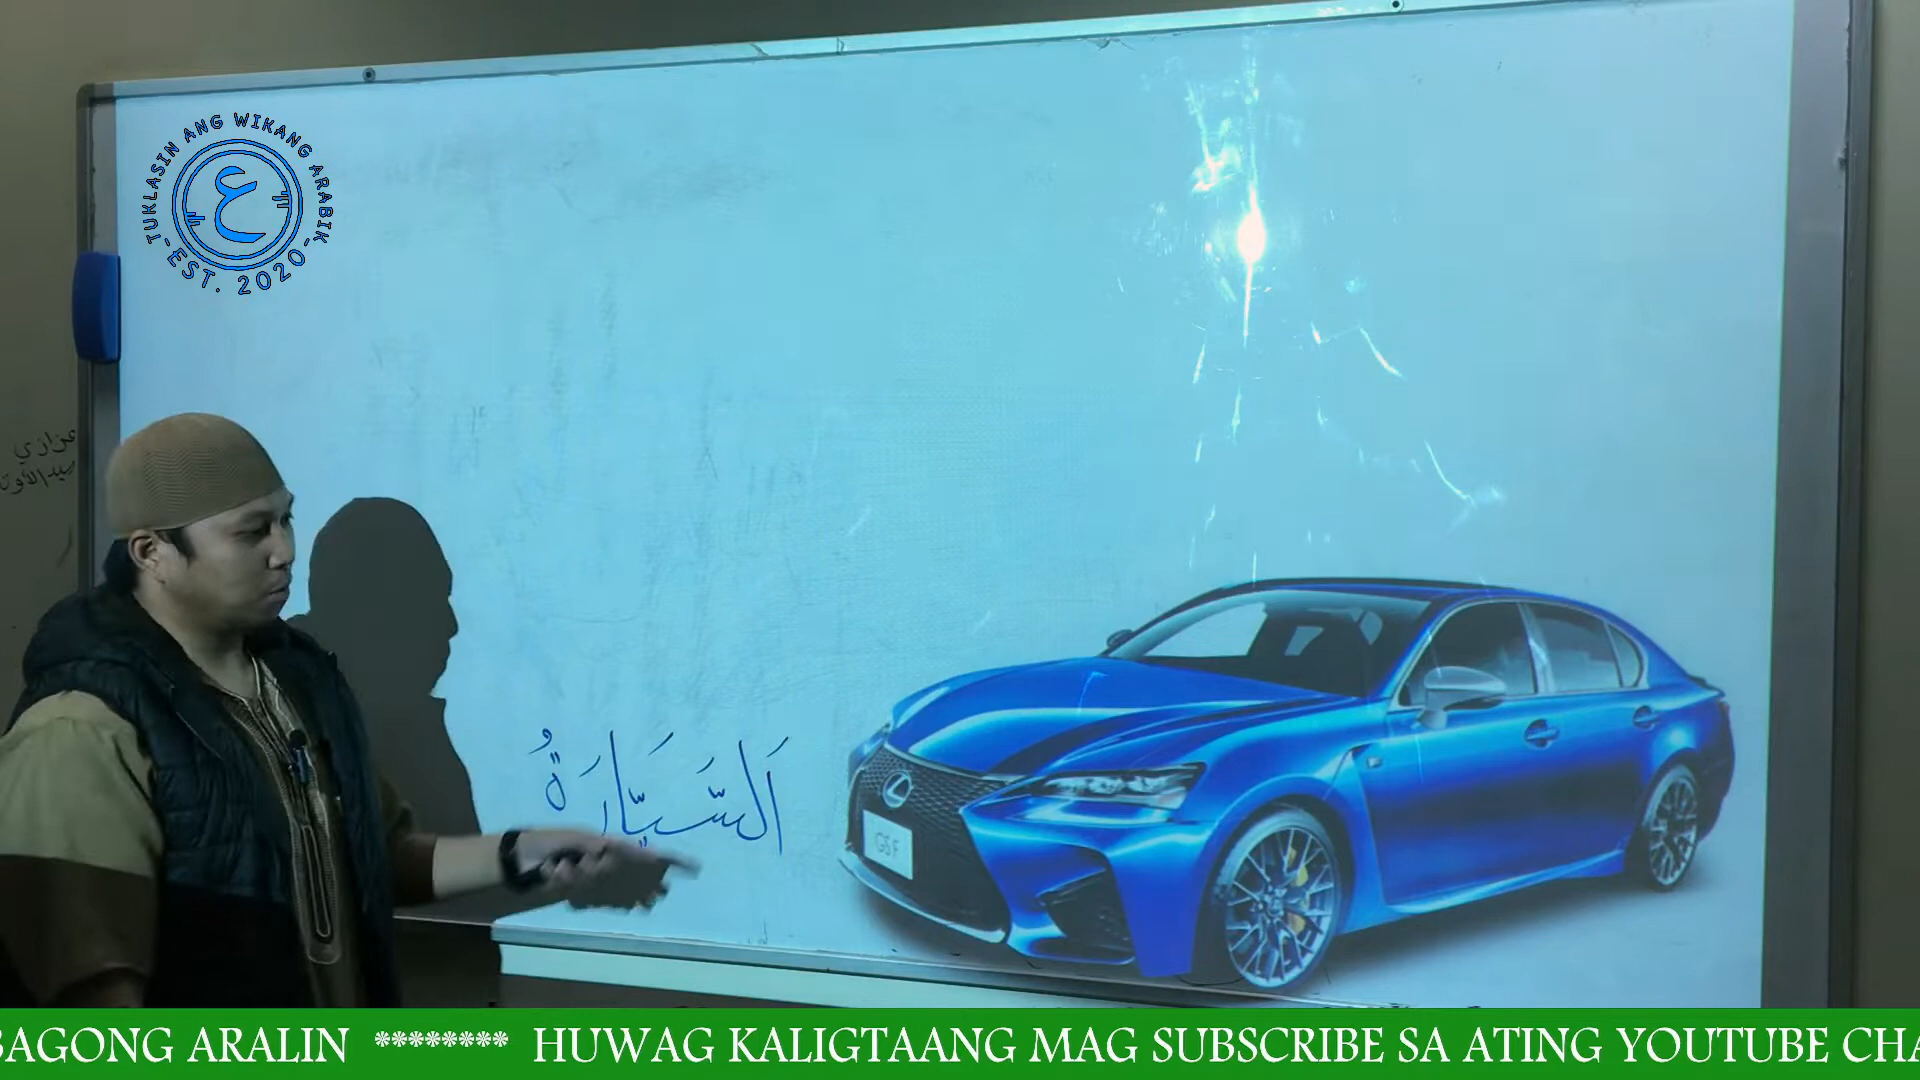 TUKLASIN ANG WIKANG ARABIK
-EST. 2020-
ع
اَلسَّيَّارَةُ
GS F
BAGONG ARALIN ******** HUWAG KALIGTAANG MAG SUBSCRIBE SA ATING YOUTUBE CHA